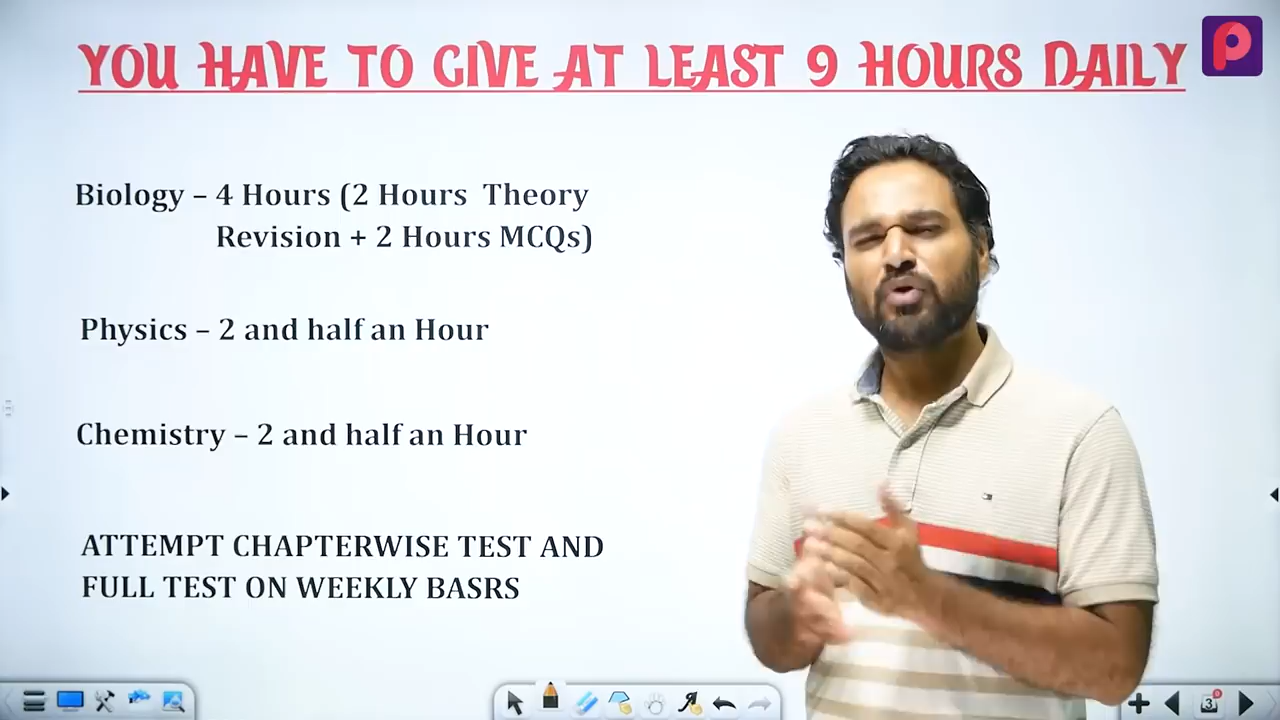 YOU HAVE TO GIVE AT LEAST 9 HOURS DAILY
Biology – 4 Hours (2 Hours Theory
Revision + 2 Hours MCQs)
Physics – 2 and half an Hour
Chemistry – 2 and half an Hour
ATTEMPT CHAPTERWISE TEST AND
FULL TEST ON WEEKLY BASRS
3